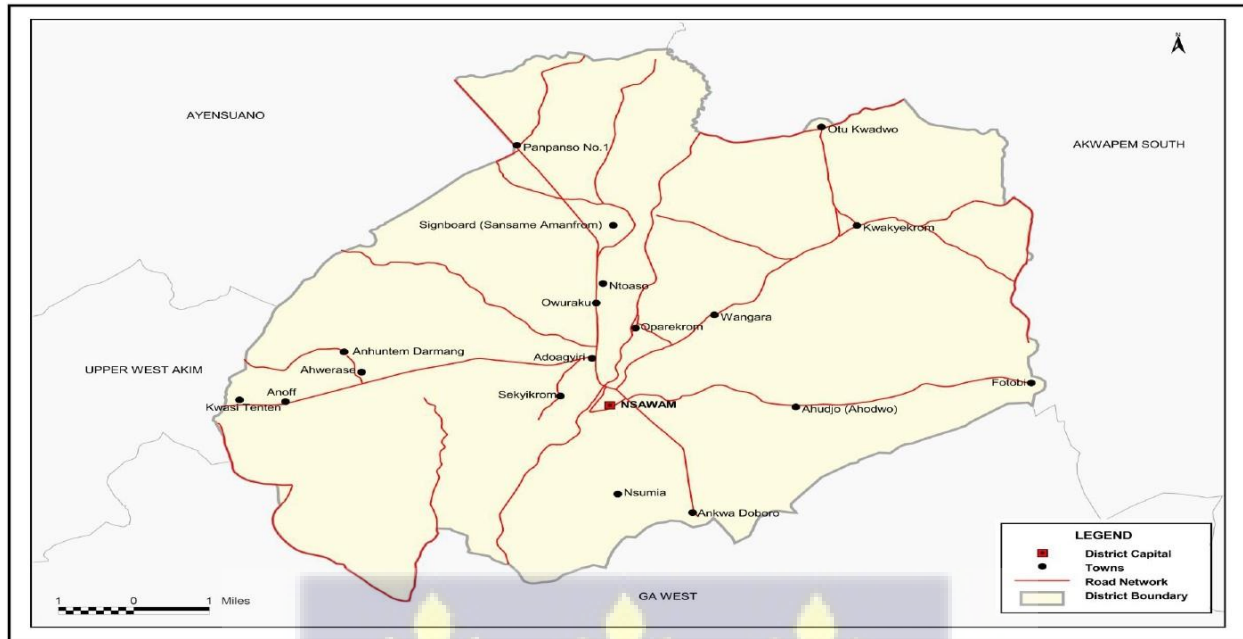 N
AYENSUANO
Otu Kwadwo
AKWAPEM SOUTH
Panpanso No.1
Signboard (Sansame Amanfrom)
Kwakyekrom
Ntoaso
Owuraku
Wangara
Oparekrom
Anhuntem Darmang
Adoagyiri
UPPER WEST AKIM
Ahwerase
Fotobi
Anoff
Sekyikrom
Kwasi Tenten
NSAWAM
Ahudjo (Ahodwo)
Nsumia
Ankwa Doboro
LEGEND
District Capital
Towns
Road Network
District Boundary
1 0 1 Miles
GA WEST